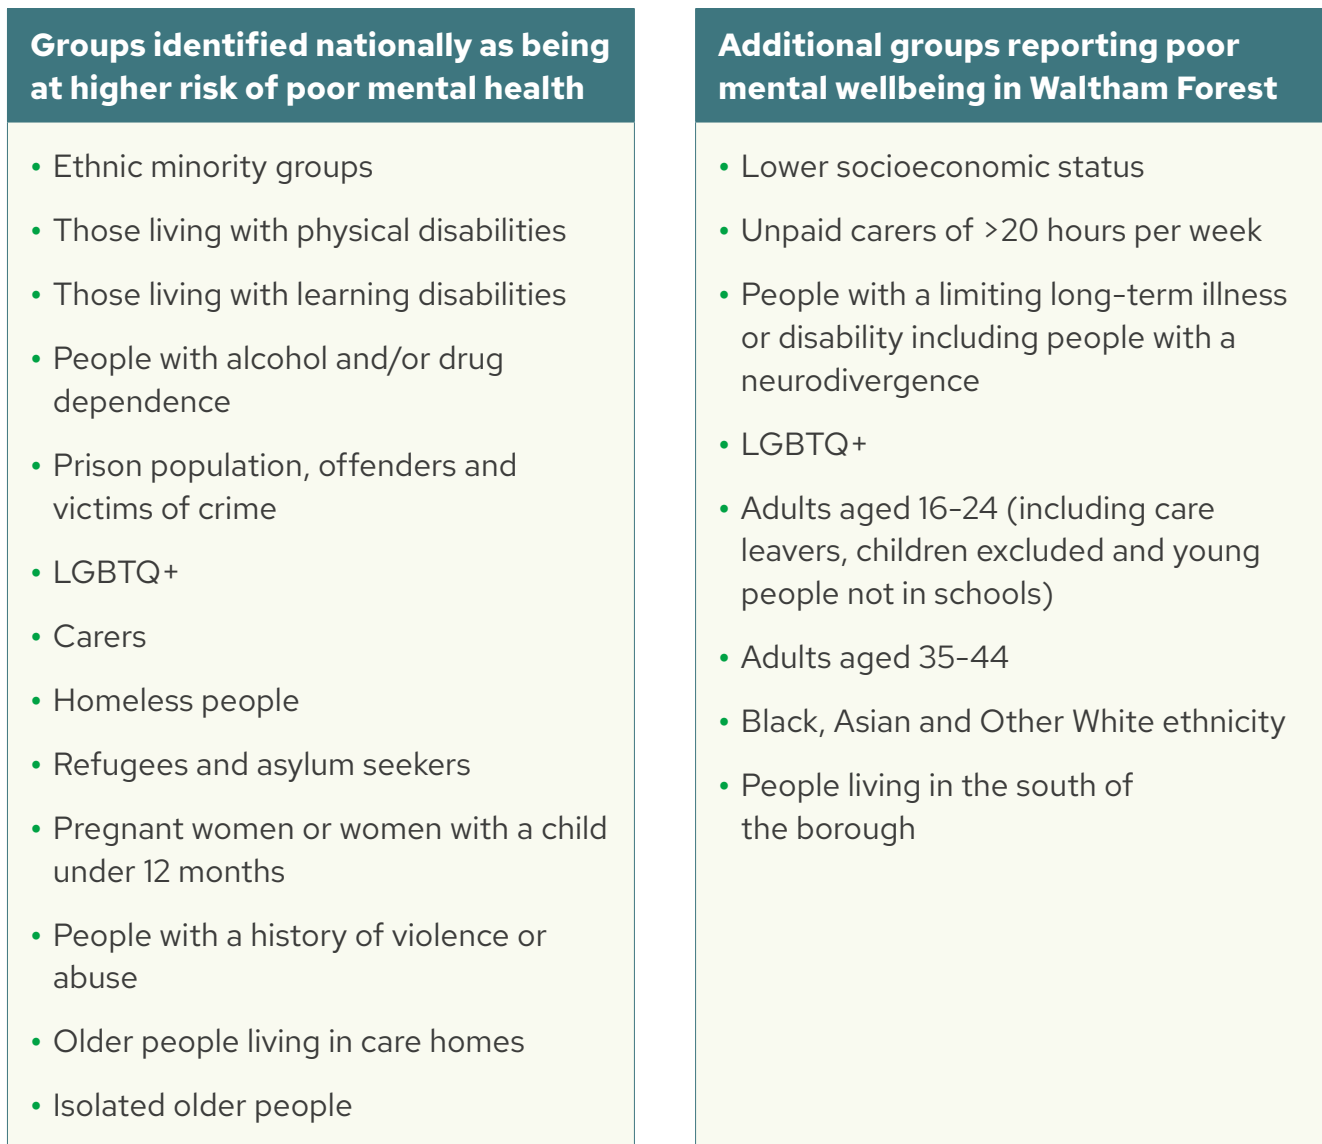 Groups identified nationally as being
at higher risk of poor mental health
• Ethnic minority groups
• Those living with physical disabilities
• Those living with learning disabilities
• People with alcohol and/or drug
dependence
• Prison population, offenders and
victims of crime
• LGBTQ+
• Carers
• Homeless people
• Refugees and asylum seekers
• Pregnant women or women with a child
under 12 months
• People with a history of violence or
abuse
• Older people living in care homes
• Isolated older people
Additional groups reporting poor
mental wellbeing in Waltham Forest
• Lower socioeconomic status
• Unpaid carers of >20 hours per week
• People with a limiting long-term illness
or disability including people with a
neurodivergence
• LGBTQ+
• Adults aged 16-24 (including care
leavers, children excluded and young
people not in schools)
• Adults aged 35-44
• Black, Asian and Other White ethnicity
• People living in the south of
the borough